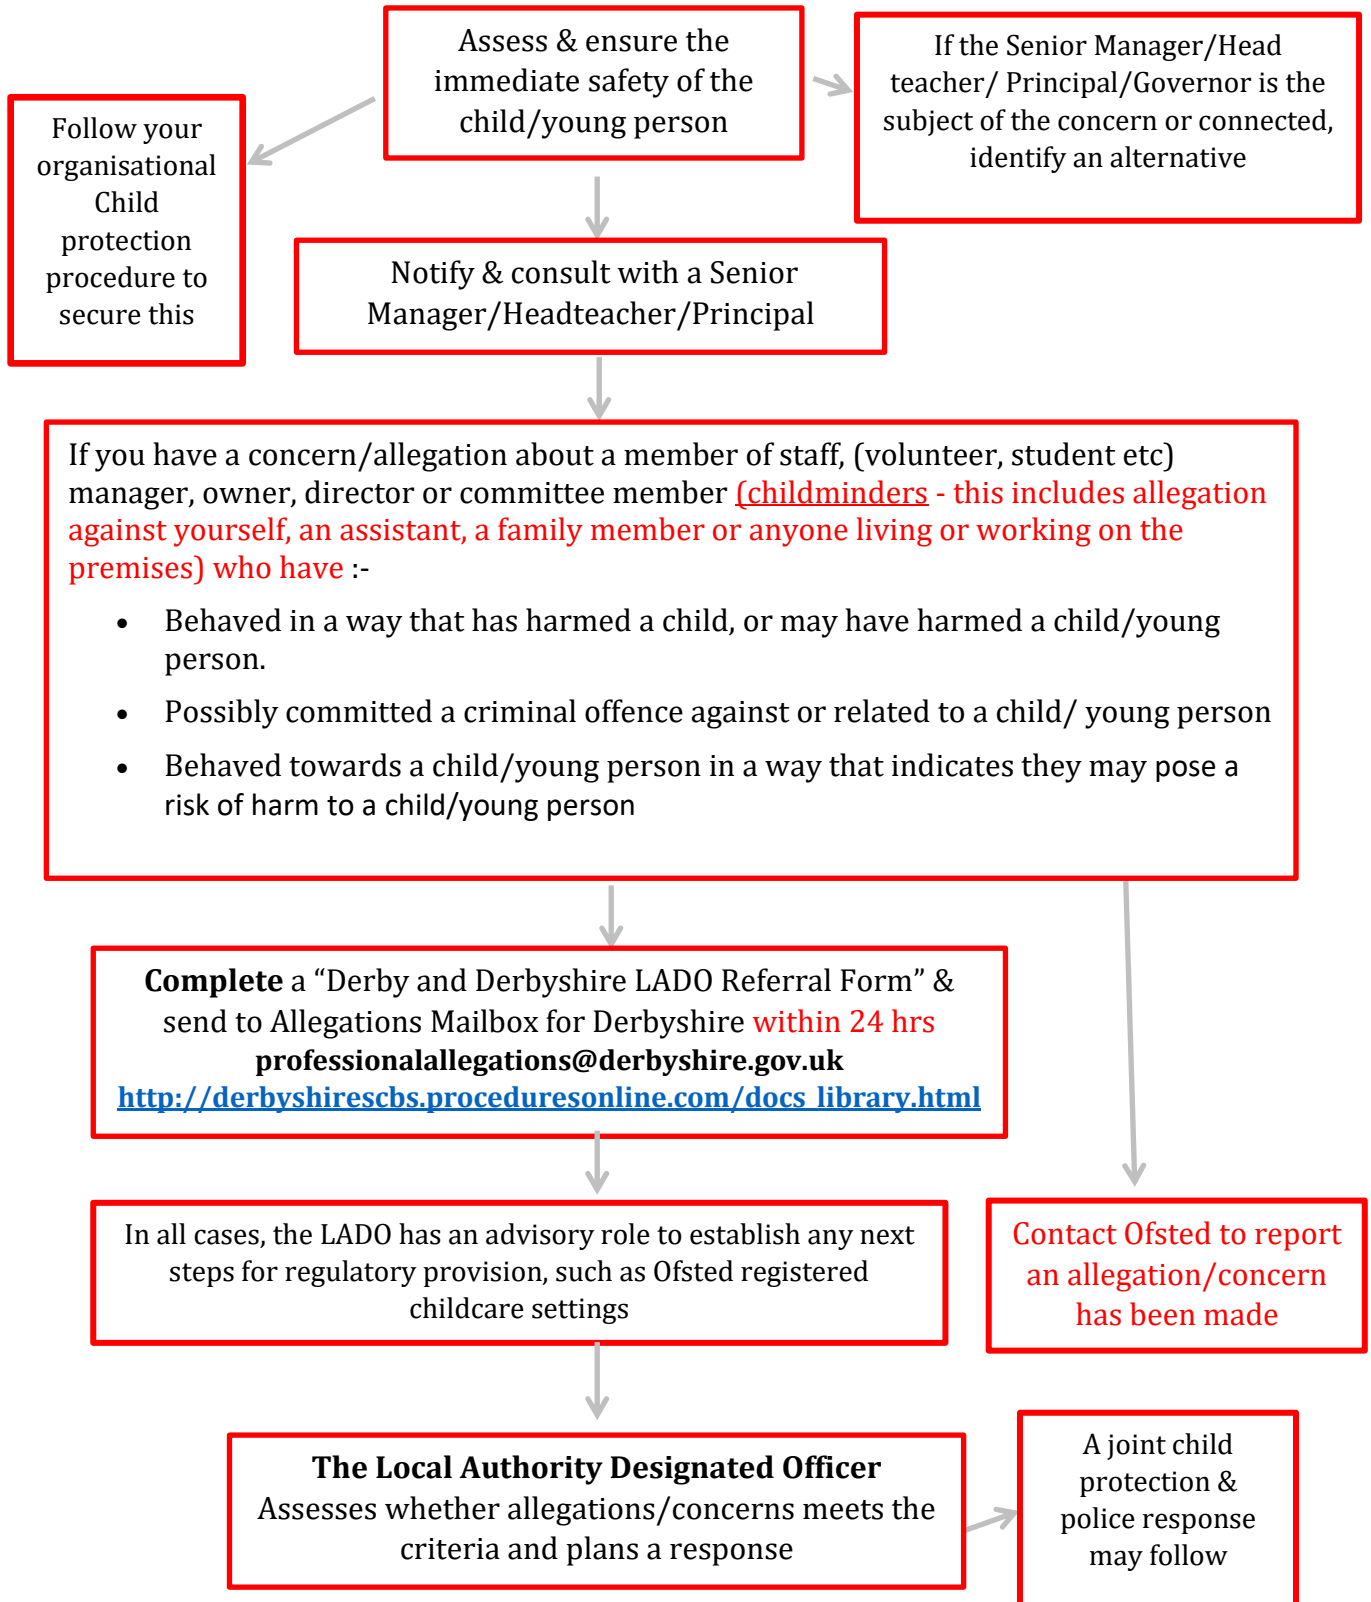 Assess & ensure the
immediate safety of the
child/young person
If the Senior Manager/Head
teacher/ Principal/Governor is the
subject of the concern or connected,
identify an alternative
Follow your
organisational
Child
protection
procedure to
secure this
Notify & consult with a Senior
Manager/Headteacher/Principal
If you have a concern/allegation about a member of staff, (volunteer, student etc)
manager, owner, director or committee member (childminders - this includes allegation
against yourself, an assistant, a family member or anyone living or working on the
premises) who have :-
• Behaved in a way that has harmed a child, or may have harmed a child/young
person.
• Possibly committed a criminal offence against or related to a child/ young person
• Behaved towards a child/young person in a way that indicates they may pose a
risk of harm to a child/young person
Complete a “Derby and Derbyshire LADO Referral Form” &
send to Allegations Mailbox for Derbyshire within 24 hrs
professionalallegations@derbyshire.gov.uk
http://derbyshirescbs.proceduresonline.com/docs_library.html
In all cases, the LADO has an advisory role to establish any next
steps for regulatory provision, such as Ofsted registered
childcare settings
Contact Ofsted to report
an allegation/concern
has been made
The Local Authority Designated Officer
Assesses whether allegations/concerns meets the
criteria and plans a response
A joint child
protection &
police response
may follow